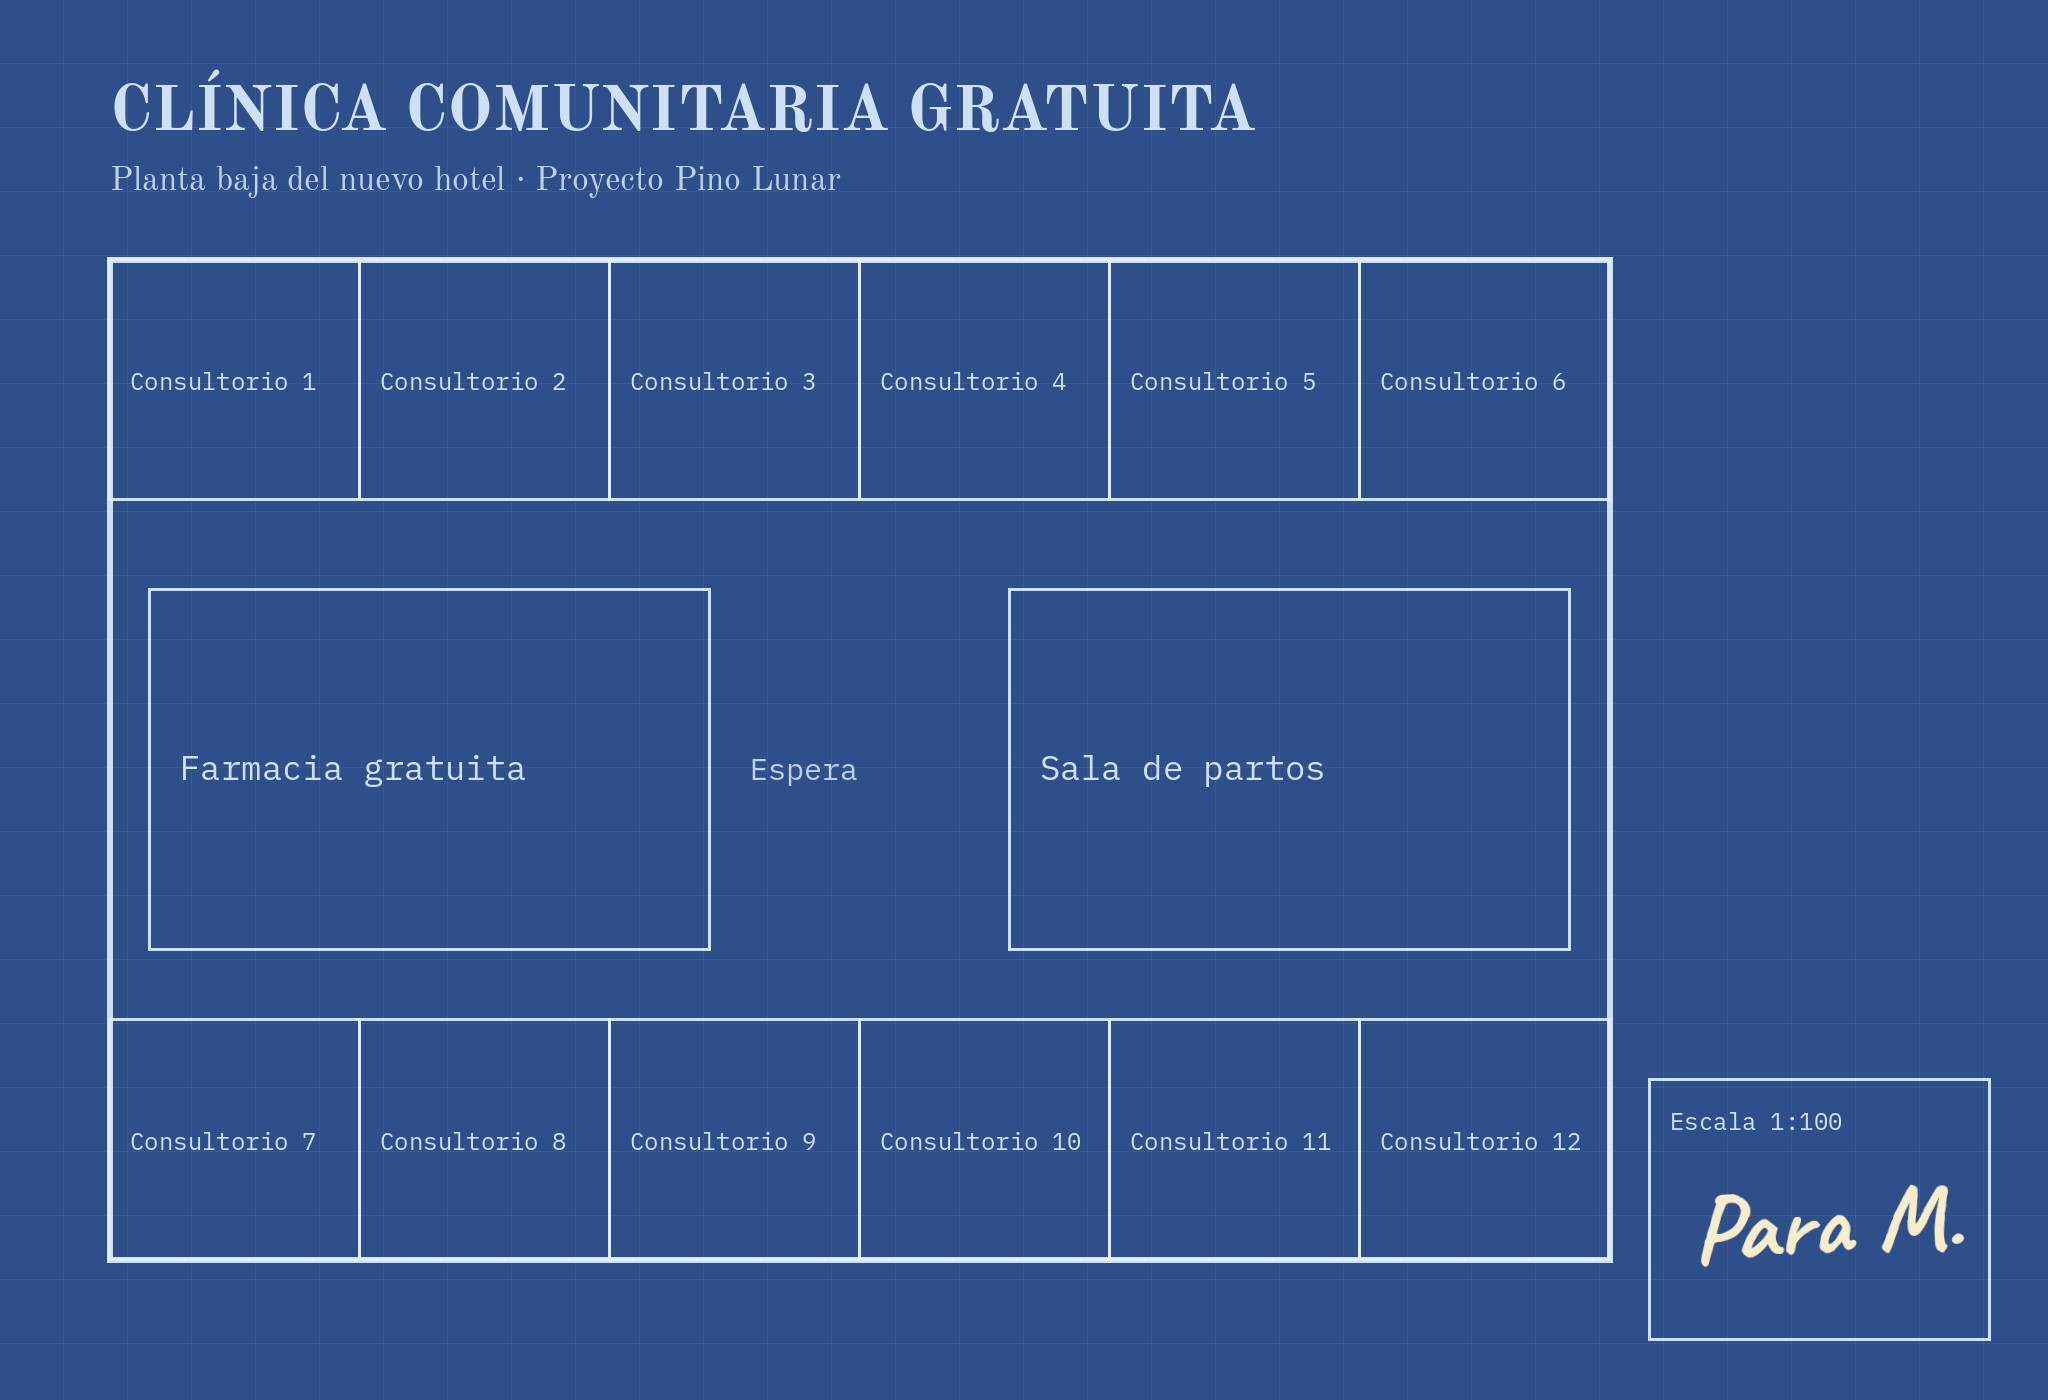 CLÍNICA COMUNITARIA GRATUITA
Planta baja del nuevo hotel · Proyecto Pino Lunar
Consultorio 1
Consultorio 2
Consultorio 3
Consultorio 4
Consultorio 5
Consultorio 6
Farmacia gratuita
Espera
Sala de partos
Consultorio 7
Consultorio 8
Consultorio 9
Consultorio 10
Consultorio 11
Consultorio 12
Escala 1:100
Para M.